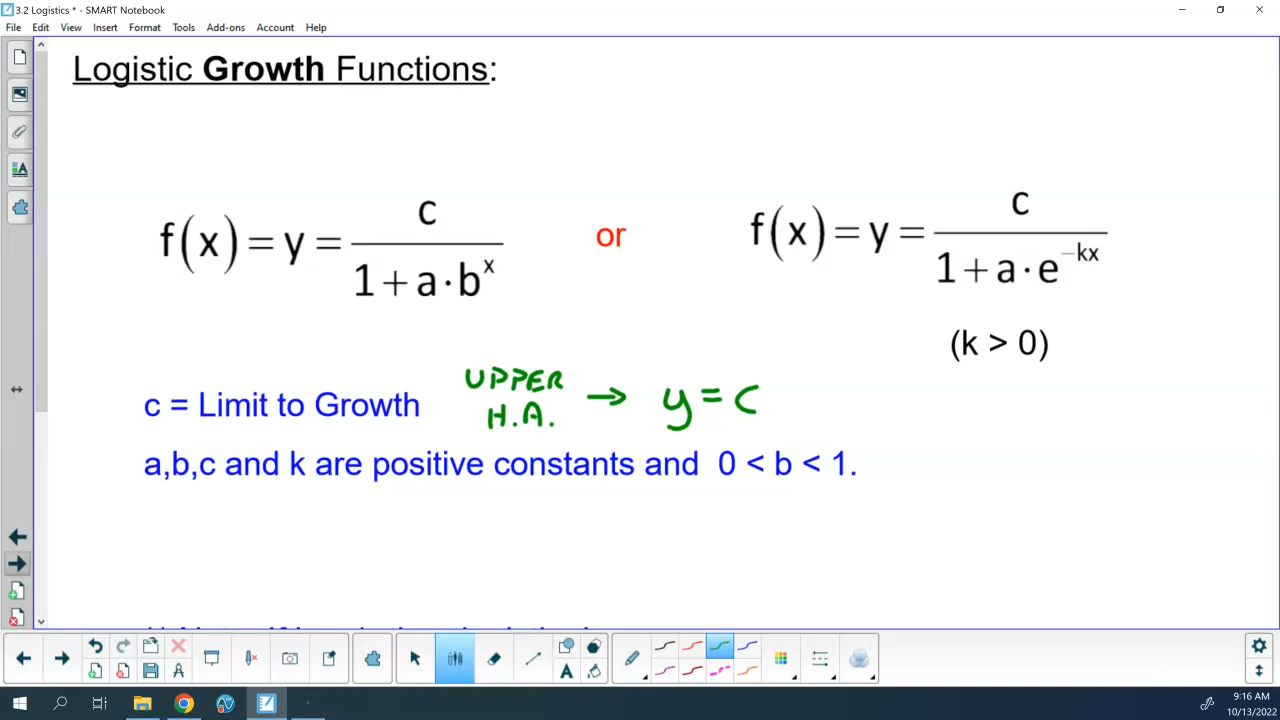 3.2 Logistics * - SMART Notebook
File Edit View Insert Format Tools Add-ons Account Help
Logistic Growth Functions:
f(x) = y = c / (1 + a · b^x) or f(x) = y = c / (1 + a · e^(-kx))
(k > 0)
c = Limit to Growth UPPER H.A. → y = c
a,b,c and k are positive constants and 0 < b < 1.
9:16 AM
10/13/2022